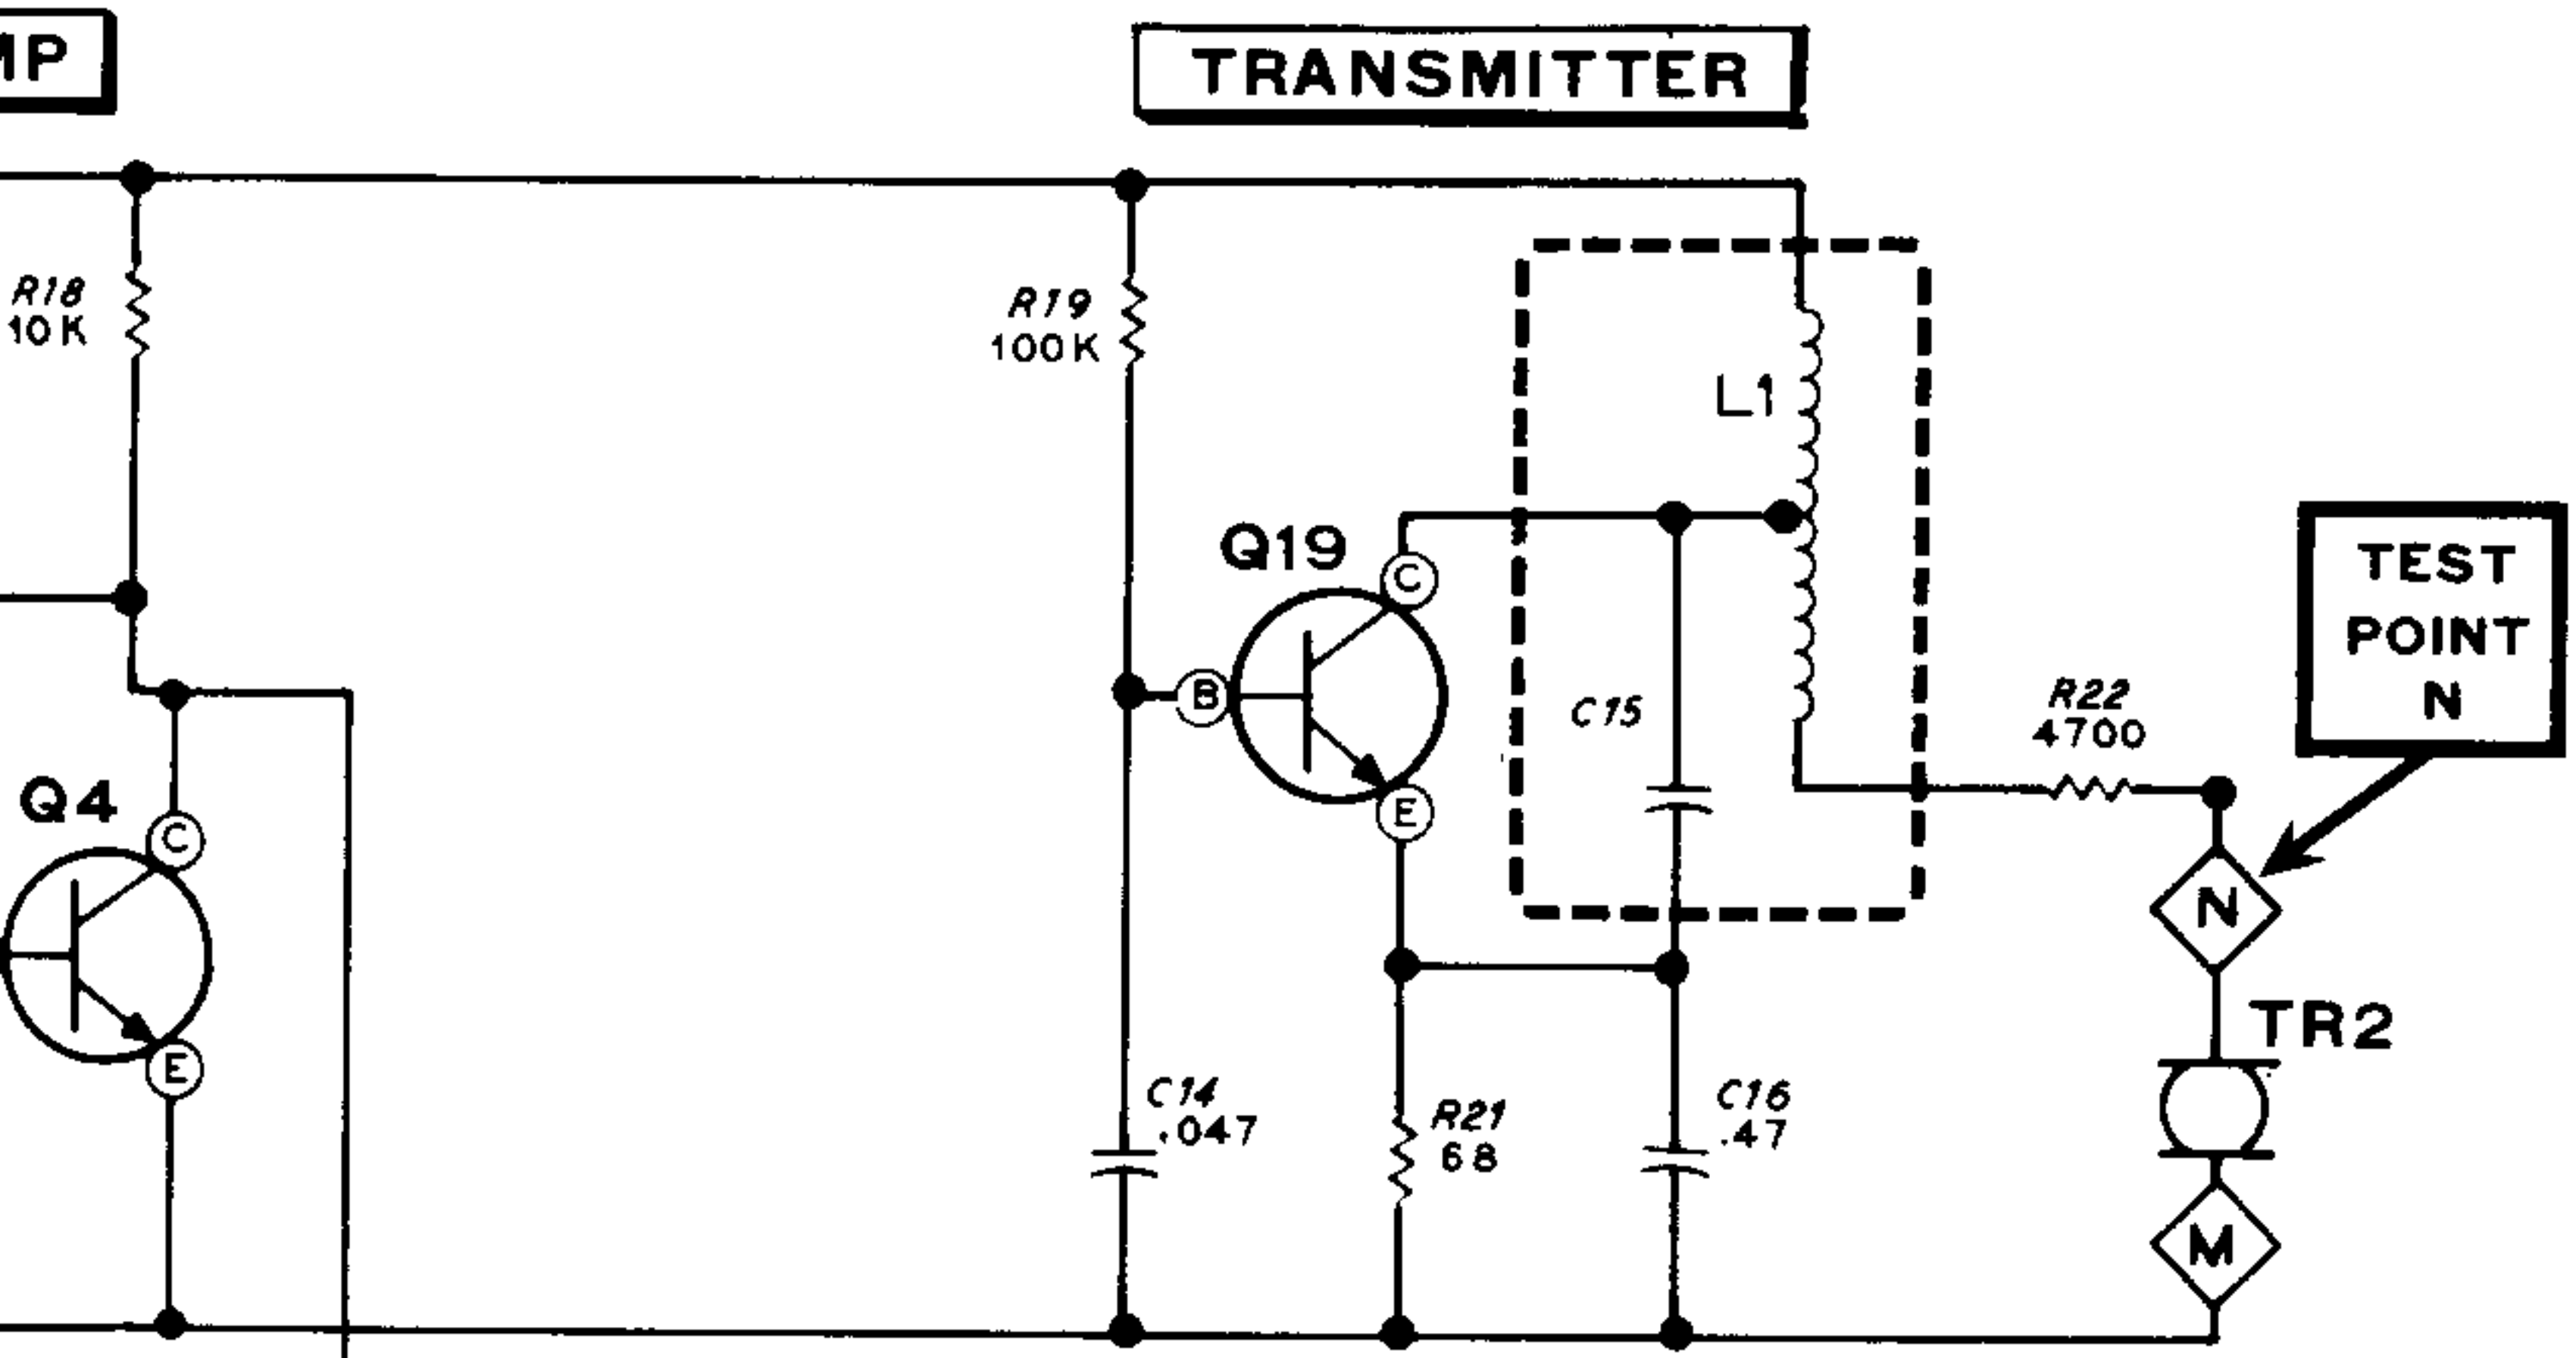 MP
TRANSMITTER
R18
10K
R19
100K
L1
Q19
C
B
E
C15
R22
4700
TEST
POINT
N
N
Q4
C
E
TR2
C14
.047
R21
68
C16
.47
M